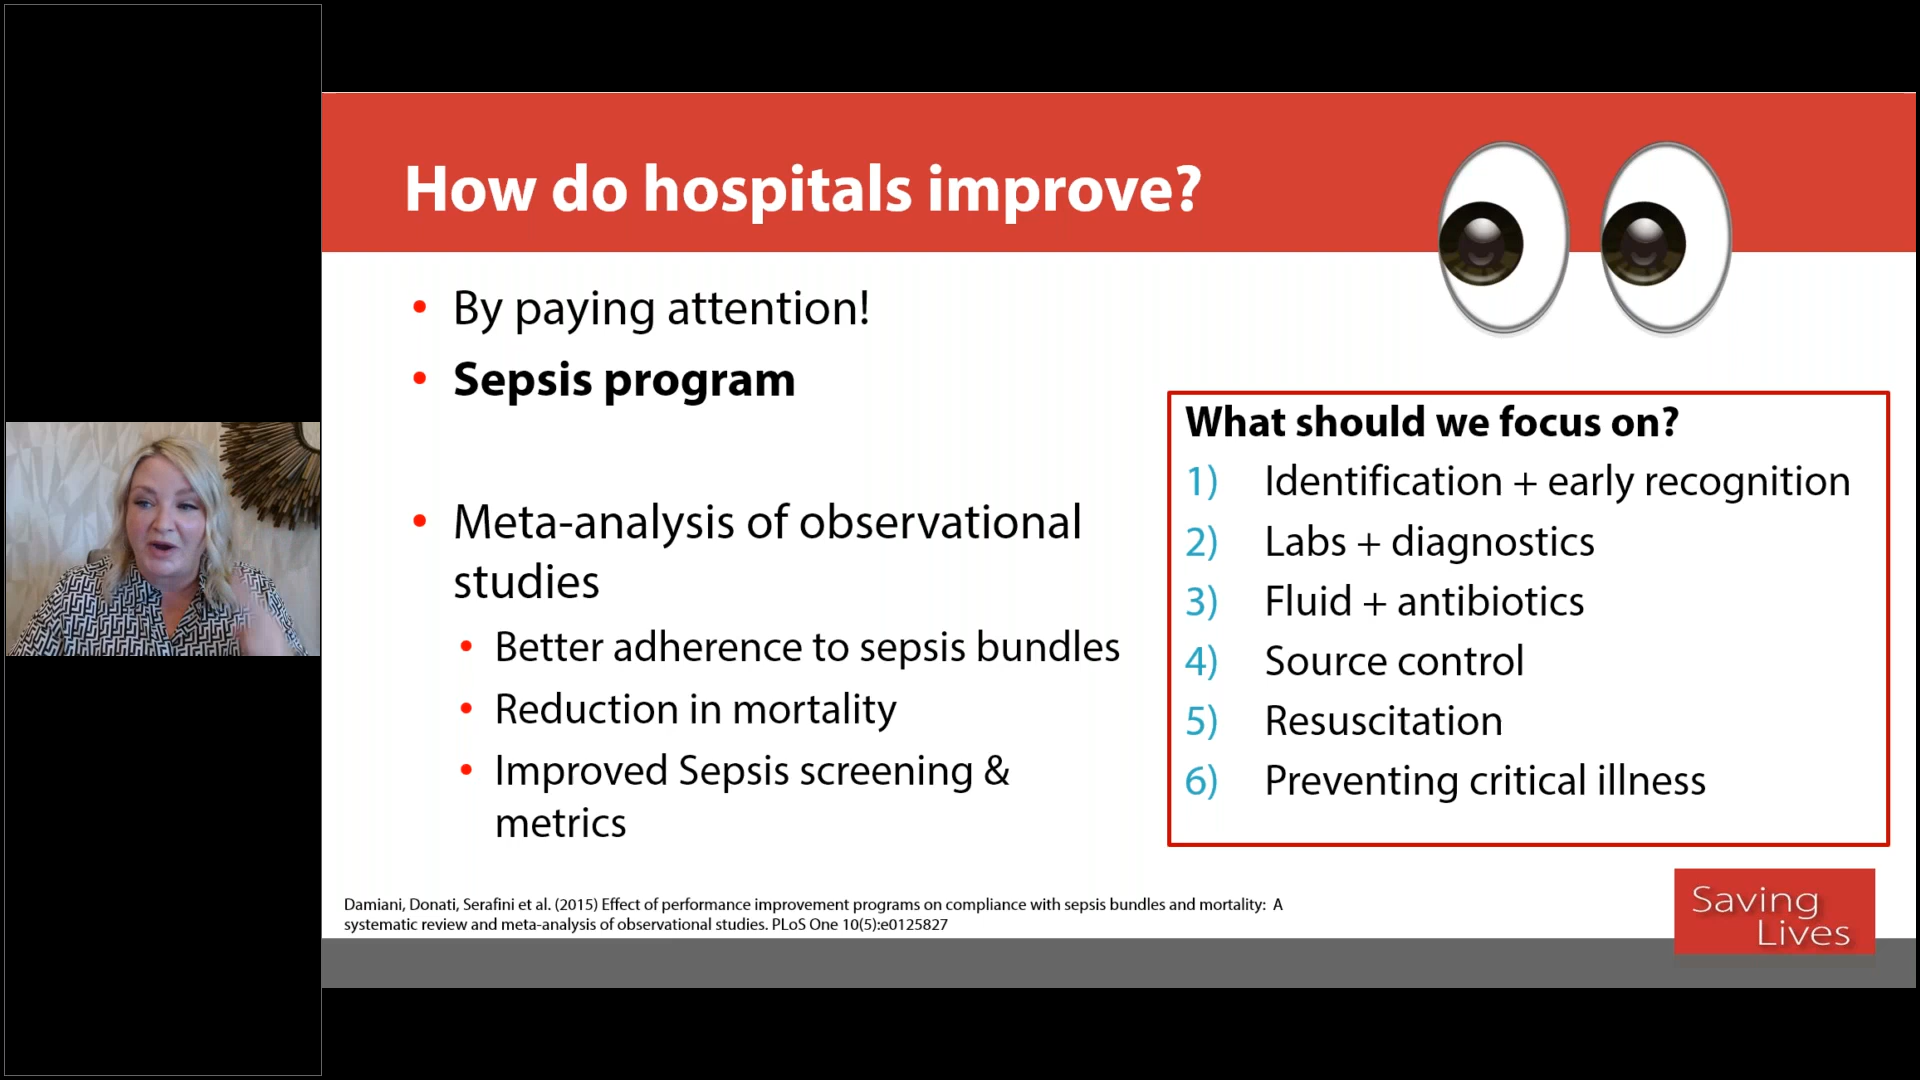 How do hospitals improve?
• By paying attention!
• Sepsis program
• Meta-analysis of observational
studies
• Better adherence to sepsis bundles
• Reduction in mortality
• Improved Sepsis screening &
metrics
What should we focus on?
1) Identification + early recognition
2) Labs + diagnostics
3) Fluid + antibiotics
4) Source control
5) Resuscitation
6) Preventing critical illness
Damiani, Donati, Serafini et al. (2015) Effect of performance improvement programs on compliance with sepsis bundles and mortality: A
systematic review and meta-analysis of observational studies. PLoS One 10(5):e0125827
Saving
Lives